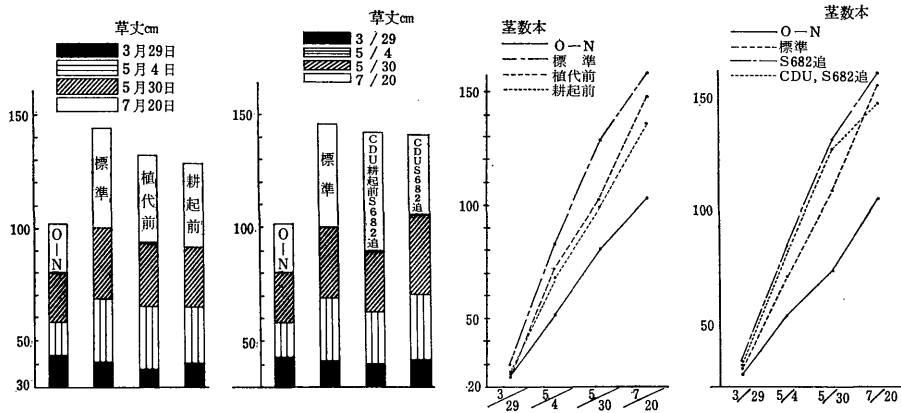 草丈cm
3月29日
5月4日
5月30日
7月20日
150
100
50
30
O−N
標準
植代前
耕起前
草丈cm
3/29
5/4
5/30
7/20
150
100
50
O−N
標準
CDU耕起前S682追
CDUS682追
茎数本
O−N
標準
植代前
耕起前
150
100
50
20
3/29
5/4
5/30
7/20
茎数本
O−N
標準
S682追
CDU,S682追
150
100
50
3/29
5/4
5/30
7/20